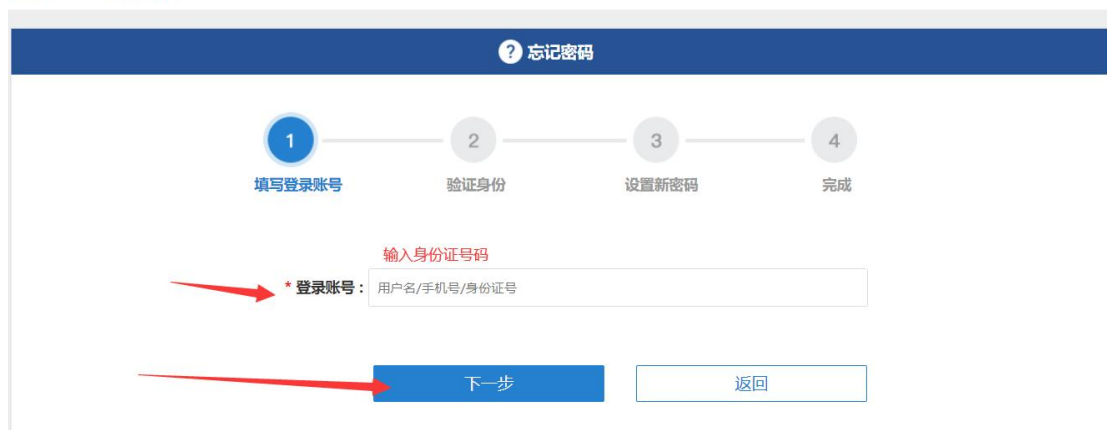 ? 忘记密码
1 2 3 4
填写登录账号 验证身份 设置新密码 完成
输入身份证号码
* 登录账号： 用户名/手机号/身份证号
下一步 返回